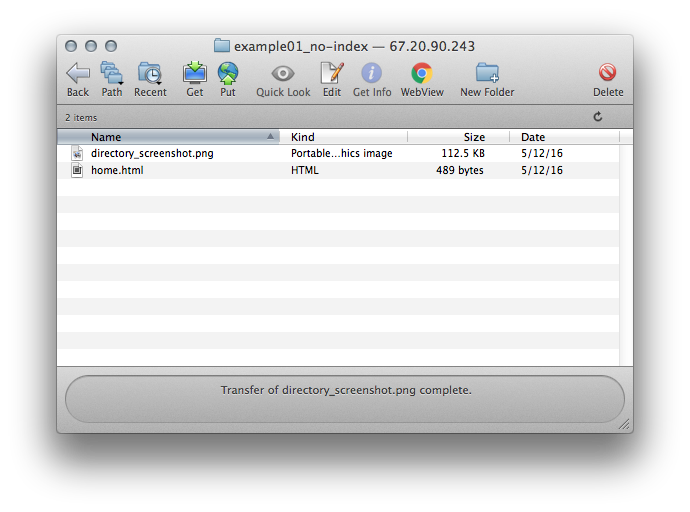 example01_no-index — 67.20.90.243
Back Path Recent Get Put Quick Look Edit Get Info WebView New Folder Delete
2 items
Name Kind Size Date
directory_screenshot.png Portable...hics image 112.5 KB 5/12/16
home.html HTML 489 bytes 5/12/16
Transfer of directory_screenshot.png complete.